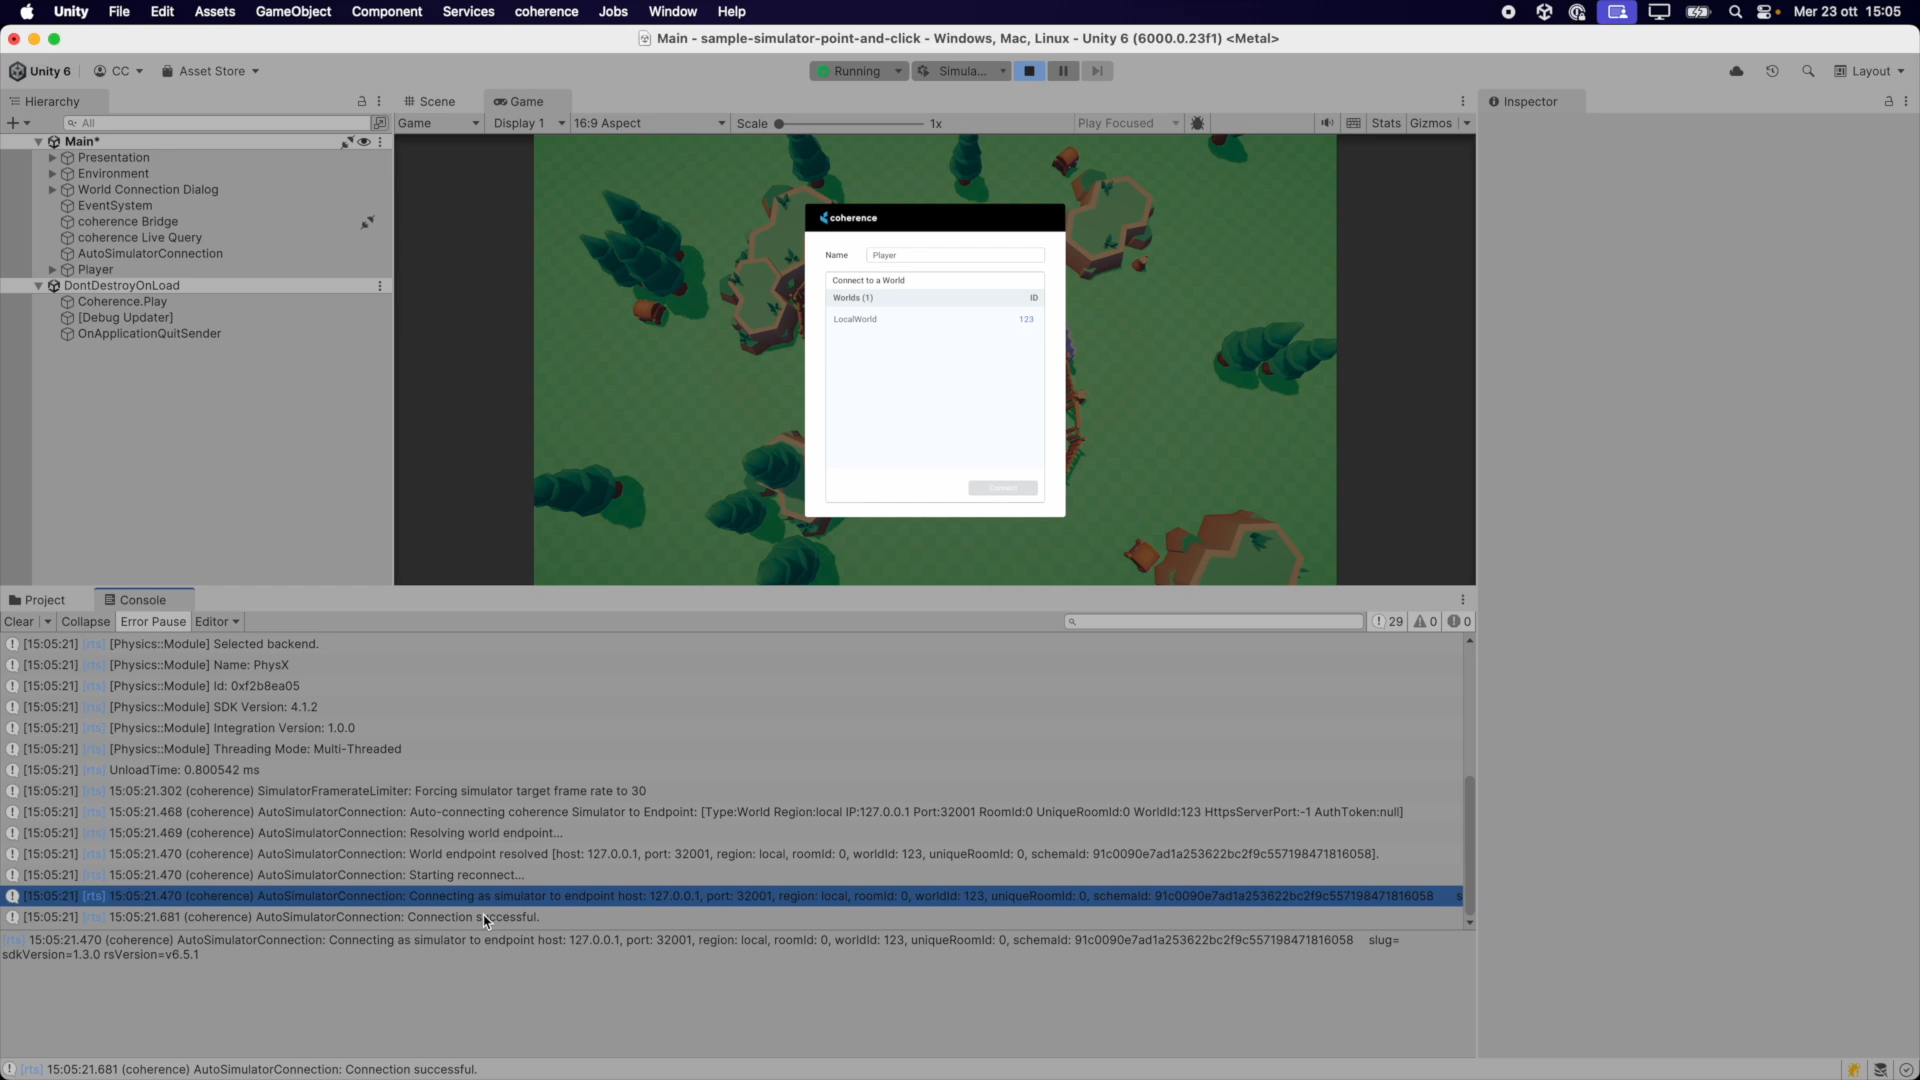 Unity File Edit Assets GameObject Component Services coherence Jobs Window Help Mer 23 ott 15:05
Main - sample-simulator-point-and-click - Windows, Mac, Linux - Unity 6 (6000.0.23f1) <Metal>
Unity 6 CC Asset Store Running Simula... Layout
Hierarchy
All
Main*
Presentation
Environment
World Connection Dialog
EventSystem
coherence Bridge
coherence Live Query
AutoSimulatorConnection
Player
DontDestroyOnLoad
Coherence.Play
[Debug Updater]
OnApplicationQuitSender
Scene Game
Game Display 1 16:9 Aspect Scale 1x Play Focused Stats Gizmos
coherence
Name Player
Connect to a World
Worlds (1) ID
LocalWorld 123
Connect
Inspector
Project Console
Clear Collapse Error Pause Editor 29 0 0
[15:05:21] [rts] [Physics::Module] Selected backend.
[15:05:21] [rts] [Physics::Module] Name: PhysX
[15:05:21] [rts] [Physics::Module] Id: 0xf2b8ea05
[15:05:21] [rts] [Physics::Module] SDK Version: 4.1.2
[15:05:21] [rts] [Physics::Module] Integration Version: 1.0.0
[15:05:21] [rts] [Physics::Module] Threading Mode: Multi-Threaded
[15:05:21] [rts] UnloadTime: 0.800542 ms
[15:05:21] [rts] 15:05:21.302 (coherence) SimulatorFramerateLimiter: Forcing simulator target frame rate to 30
[15:05:21] [rts] 15:05:21.468 (coherence) AutoSimulatorConnection: Auto-connecting coherence Simulator to Endpoint: [Type:World Region:local IP:127.0.0.1 Port:32001 RoomId:0 UniqueRoomId:0 WorldId:123 HttpsServerPort:-1 AuthToken:null]
[15:05:21] [rts] 15:05:21.469 (coherence) AutoSimulatorConnection: Resolving world endpoint...
[15:05:21] [rts] 15:05:21.470 (coherence) AutoSimulatorConnection: World endpoint resolved [host: 127.0.0.1, port: 32001, region: local, roomId: 0, worldId: 123, uniqueRoomId: 0, schemaId: 91c0090e7ad1a253622bc2f9c557198471816058].
[15:05:21] [rts] 15:05:21.470 (coherence) AutoSimulatorConnection: Starting reconnect...
[15:05:21] [rts] 15:05:21.470 (coherence) AutoSimulatorConnection: Connecting as simulator to endpoint host: 127.0.0.1, port: 32001, region: local, roomId: 0, worldId: 123, uniqueRoomId: 0, schemaId: 91c0090e7ad1a253622bc2f9c557198471816058 s
[15:05:21] [rts] 15:05:21.681 (coherence) AutoSimulatorConnection: Connection successful.
[rts] 15:05:21.470 (coherence) AutoSimulatorConnection: Connecting as simulator to endpoint host: 127.0.0.1, port: 32001, region: local, roomId: 0, worldId: 123, uniqueRoomId: 0, schemaId: 91c0090e7ad1a253622bc2f9c557198471816058 slug=
sdkVersion=1.3.0 rsVersion=v6.5.1
[rts] 15:05:21.681 (coherence) AutoSimulatorConnection: Connection successful.